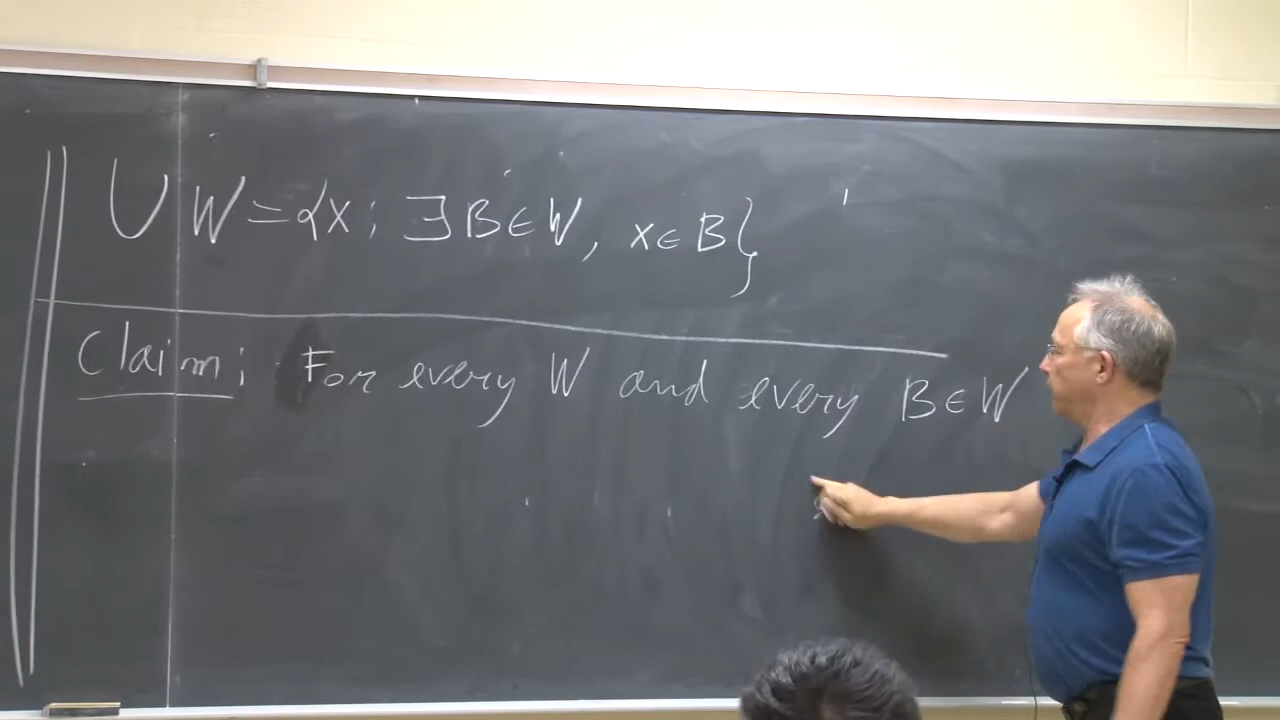 ∪ W = {x ; ∃ B ∈ W, x ∈ B}
Claim: For every W and every B ∈ W